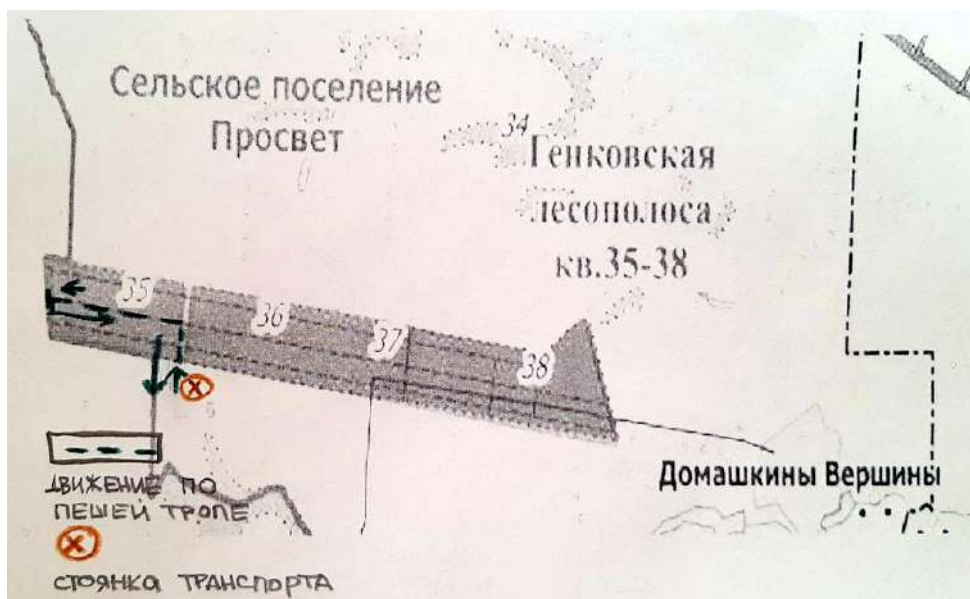 Сельское поселение
Просвет
34
Генковская
лесополоса
кв.35-38
35
36
37
38
X
Домашкины Вершины
ДВИЖЕНИЕ ПО
ПЕШЕЙ ТРОПЕ
X
СТОЯНКА ТРАНСПОРТА